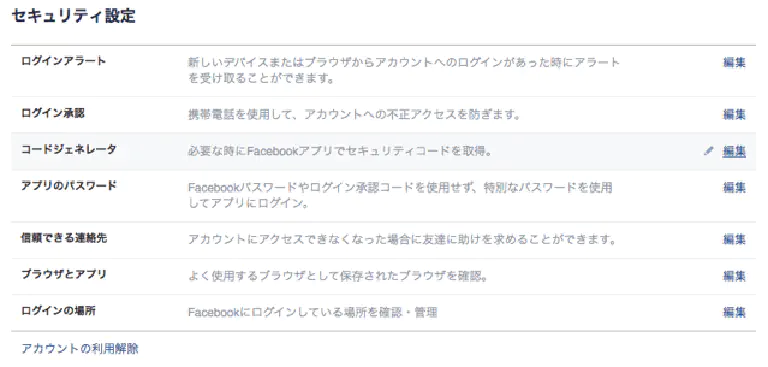 セキュリティ設定
ログインアラート 新しいデバイスまたはブラウザからアカウントへのログインがあった時にアラート 編集
を受け取ることができます。
ログイン承認 携帯電話を使用して、アカウントへの不正アクセスを防ぎます。 編集
コードジェネレータ 必要な時にFacebookアプリでセキュリティコードを取得。 編集
アプリのパスワード Facebookパスワードやログイン承認コードを使用せず、特別なパスワードを使用 編集
してアプリにログイン。
信頼できる連絡先 アカウントにアクセスできなくなった場合に友達に助けを求めることができます。 編集
ブラウザとアプリ よく使用するブラウザとして保存されたブラウザを確認。 編集
ログインの場所 Facebookにログインしている場所を確認・管理 編集
アカウントの利用解除